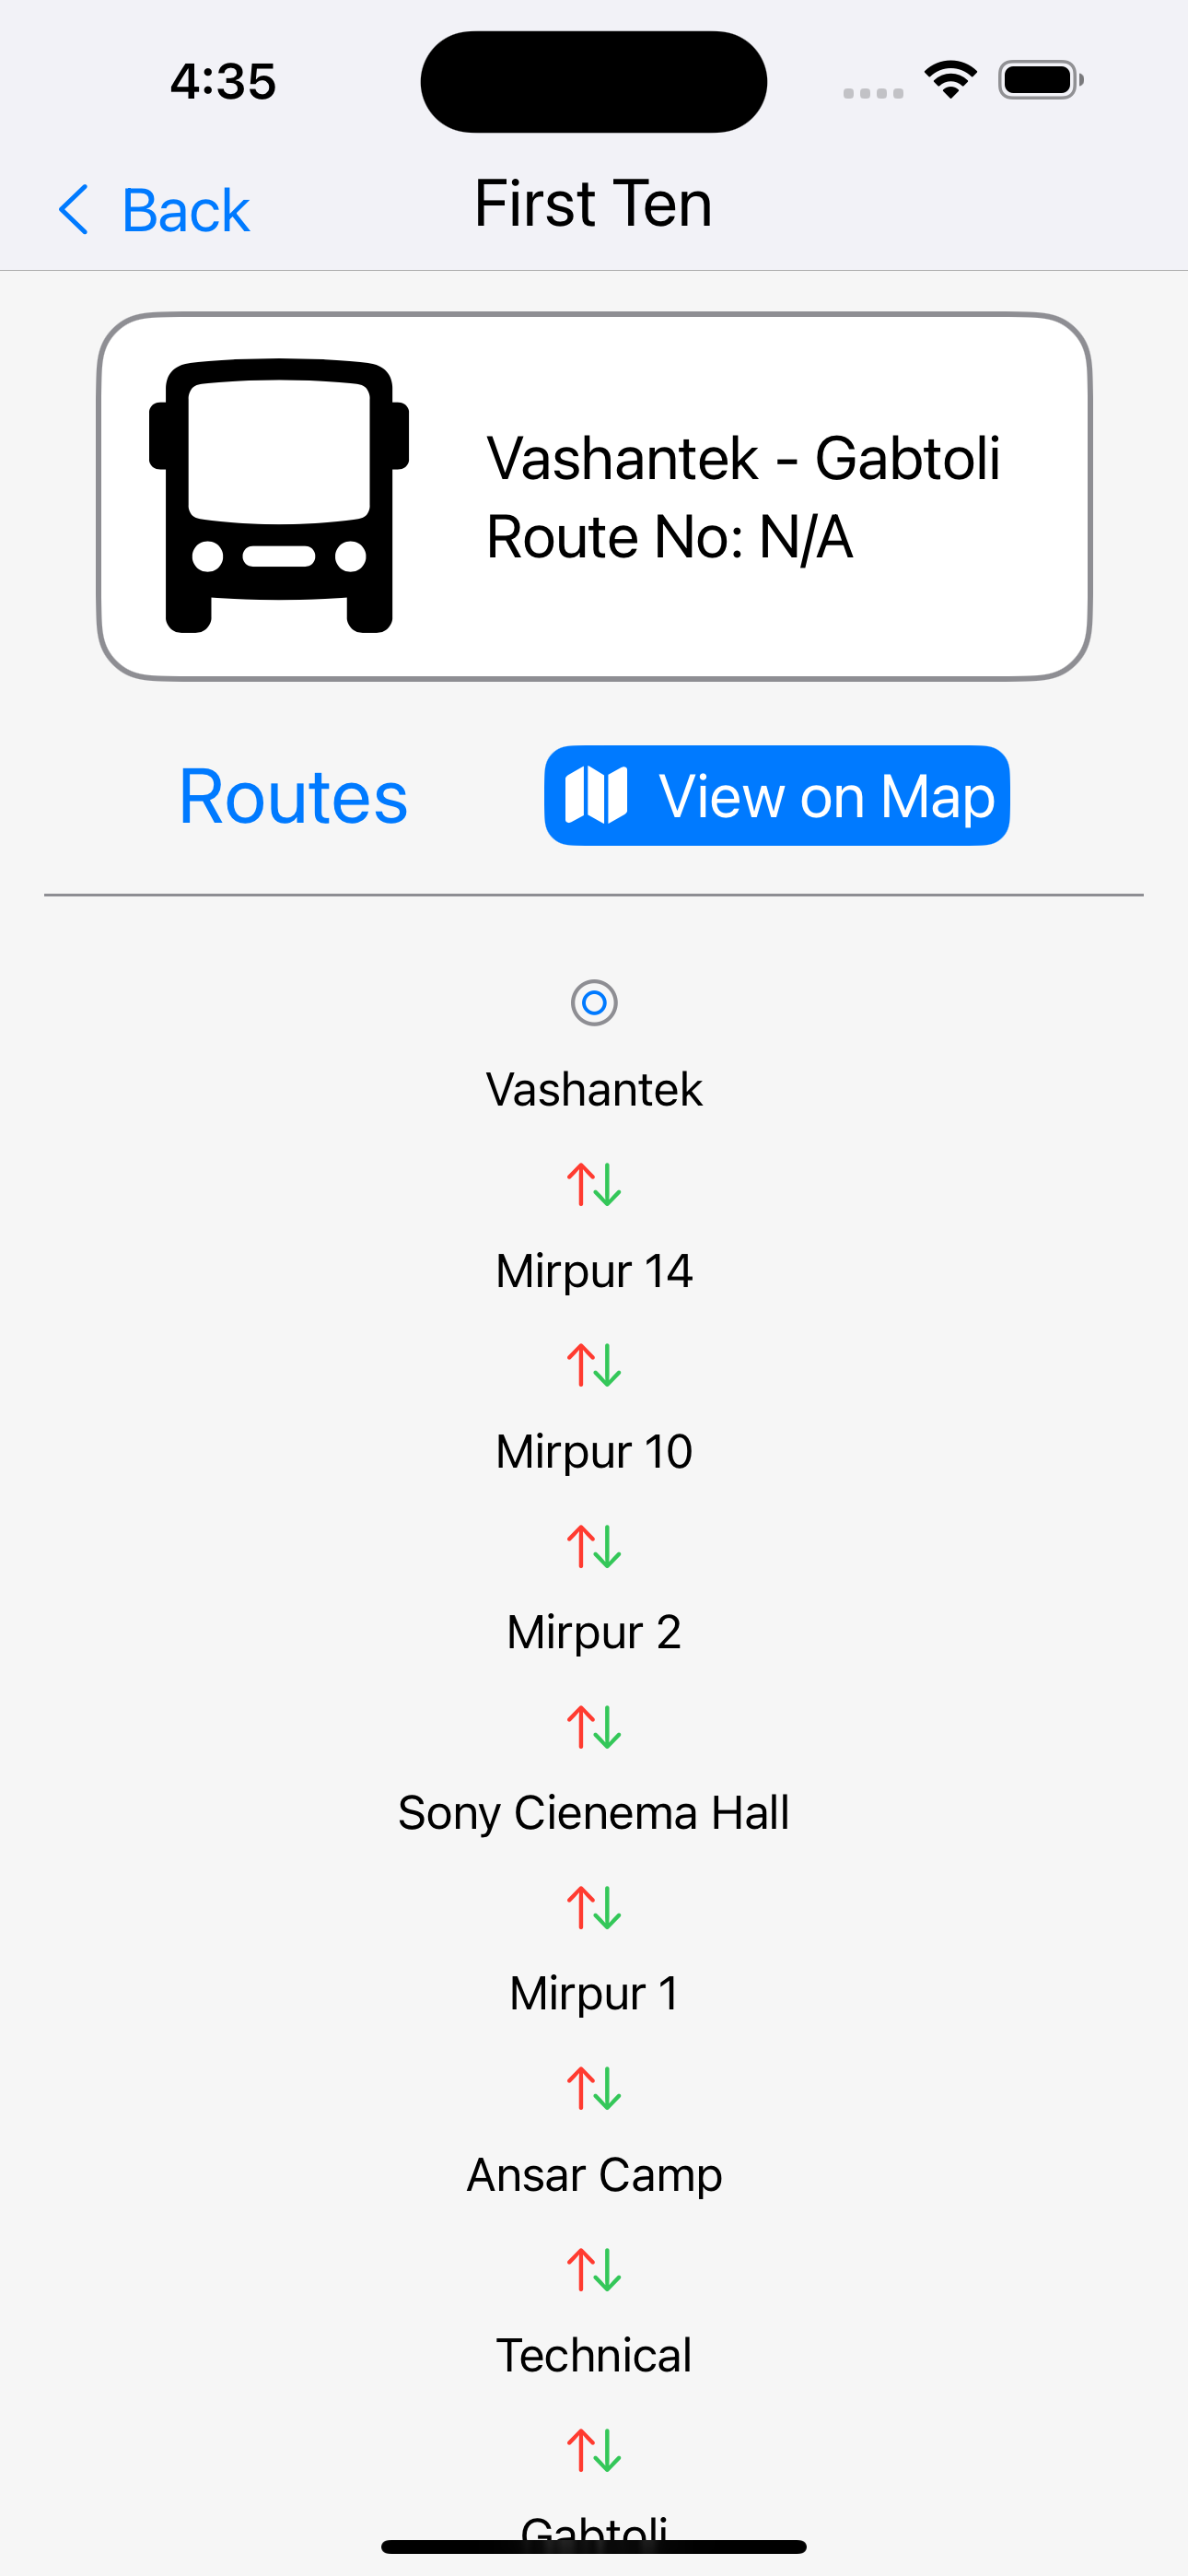 4:35
Back
First Ten
Vashantek - Gabtoli
Route No: N/A
Routes
View on Map
Vashantek
Mirpur 14
Mirpur 10
Mirpur 2
Sony Cienema Hall
Mirpur 1
Ansar Camp
Technical
Gabtoli